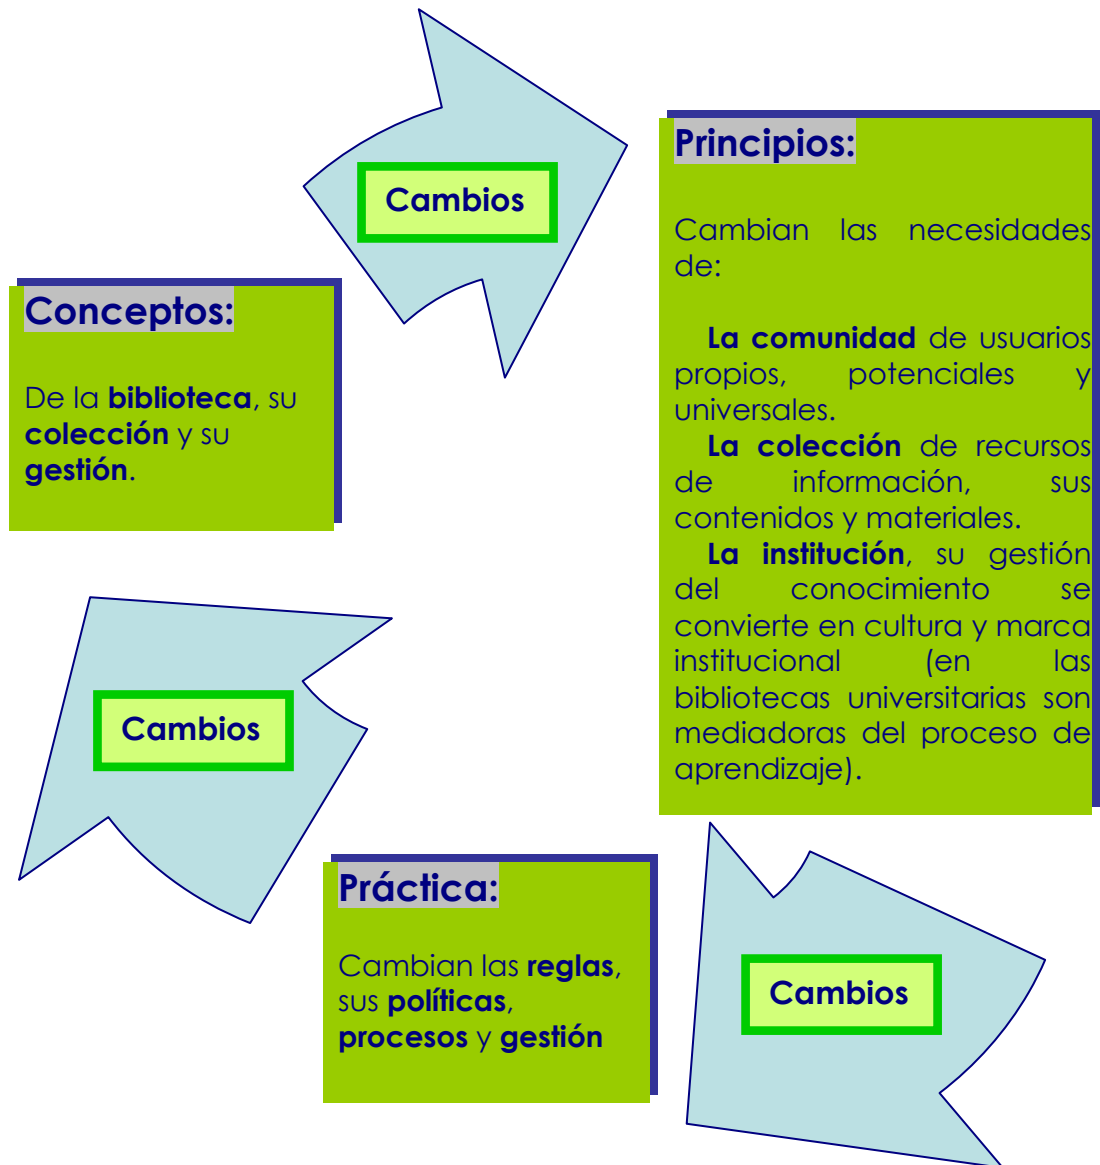 Cambios
Conceptos:
De la biblioteca, su
colección y su
gestión.
Principios:
Cambian las necesidades
de:
La comunidad de usuarios
propios, potenciales y
universales.
La colección de recursos
de información, sus
contenidos y materiales.
La institución, su gestión
del conocimiento se
convierte en cultura y marca
institucional (en las
bibliotecas universitarias son
mediadoras del proceso de
aprendizaje).
Cambios
Práctica:
Cambian las reglas,
sus políticas,
procesos y gestión
Cambios